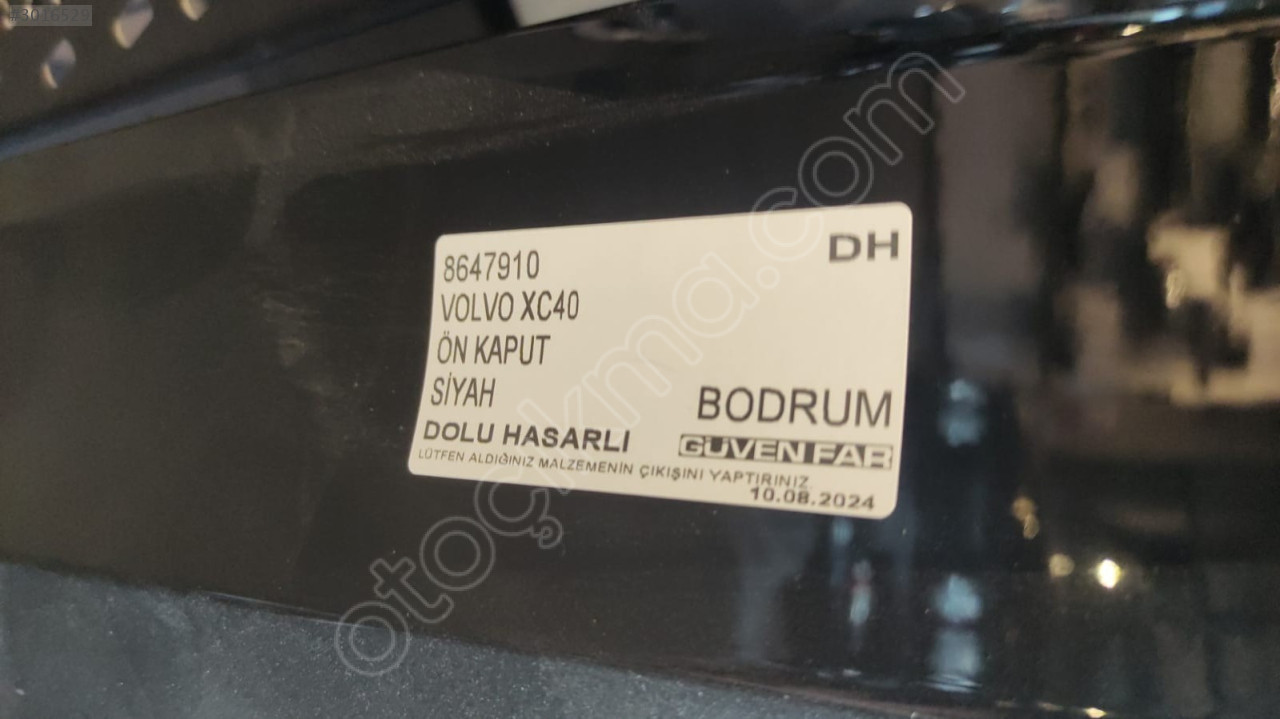 #3016529
8647910
DH
VOLVO XC40
ÖN KAPUT
SİYAH
BODRUM
DOLU HASARLI
GÜVEN FAR
LÜTFEN ALDIĞINIZ MALZEMENİN ÇIKIŞINI YAPTIRINIZ
10.08.2024
otoçıkma.com